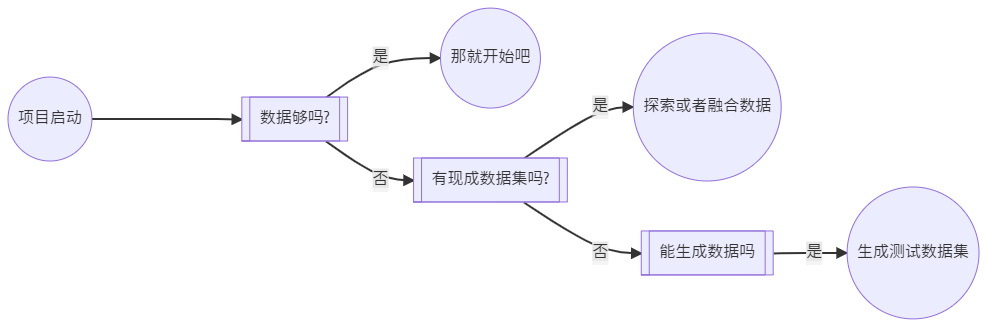 项目启动
数据够吗?
是
那就开始吧
否
有现成数据集吗?
是
探索或者融合数据
否
能生成数据吗
是
生成测试数据集